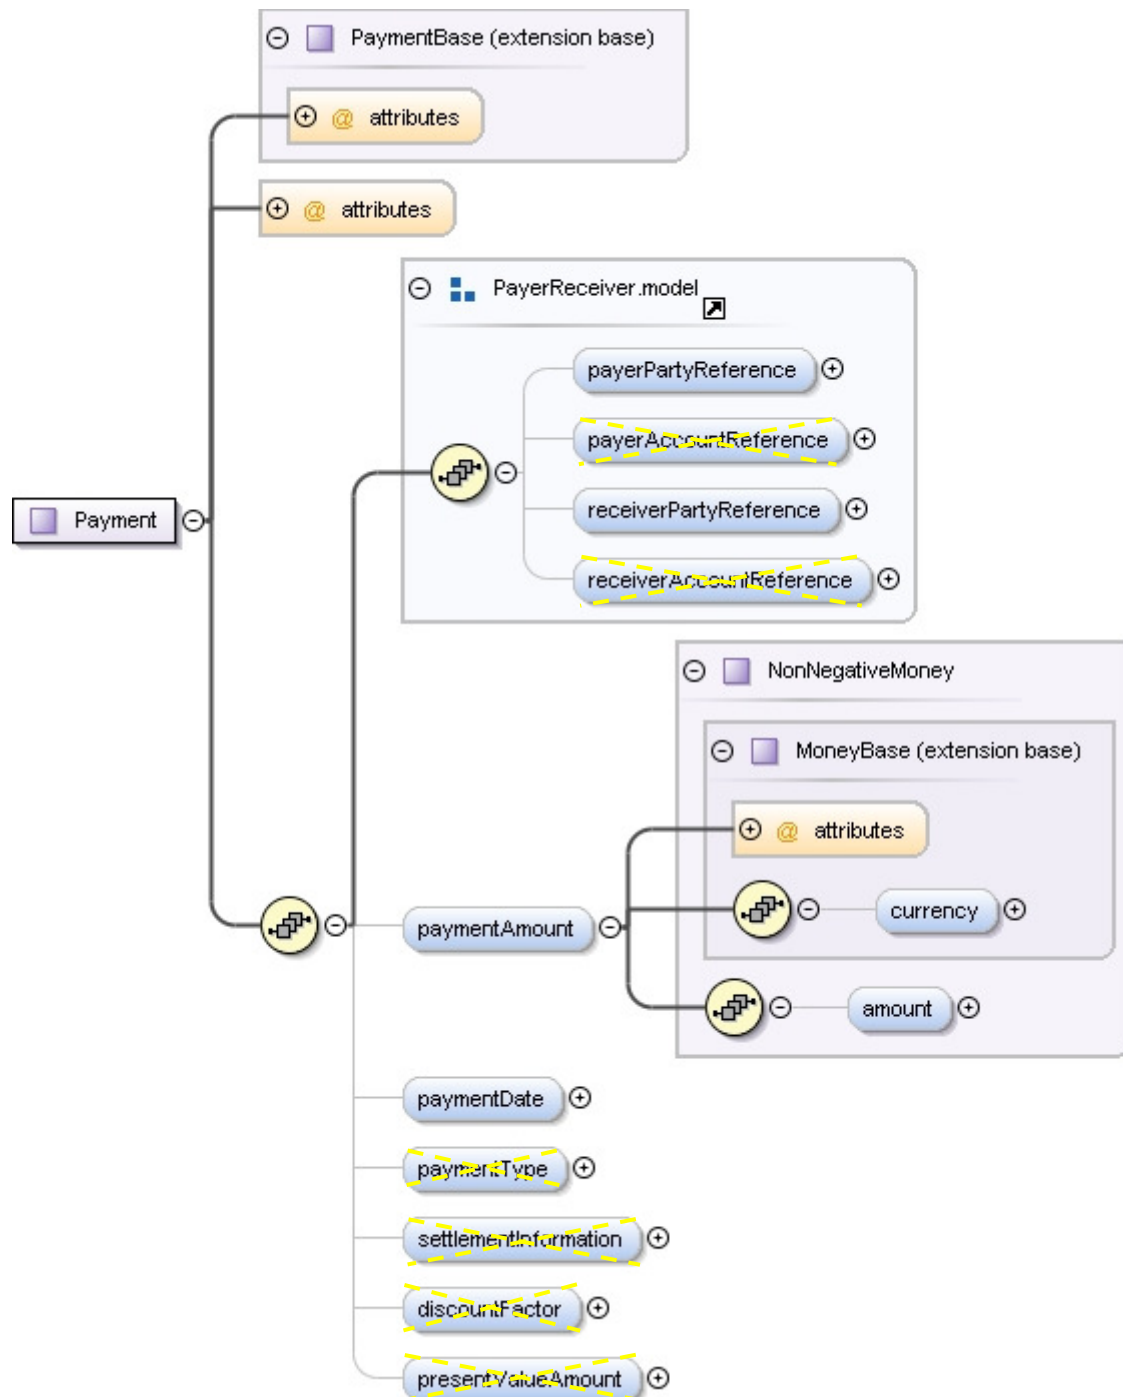 PaymentBase (extension base)
@ attributes
@ attributes
PayerReceiver.model
payerPartyReference
payerAccountReference
Payment
receiverPartyReference
receiverAccountReference
NonNegativeMoney
MoneyBase (extension base)
@ attributes
currency
paymentAmount
amount
paymentDate
paymentType
settlementInformation
discountFactor
presentValueAmount